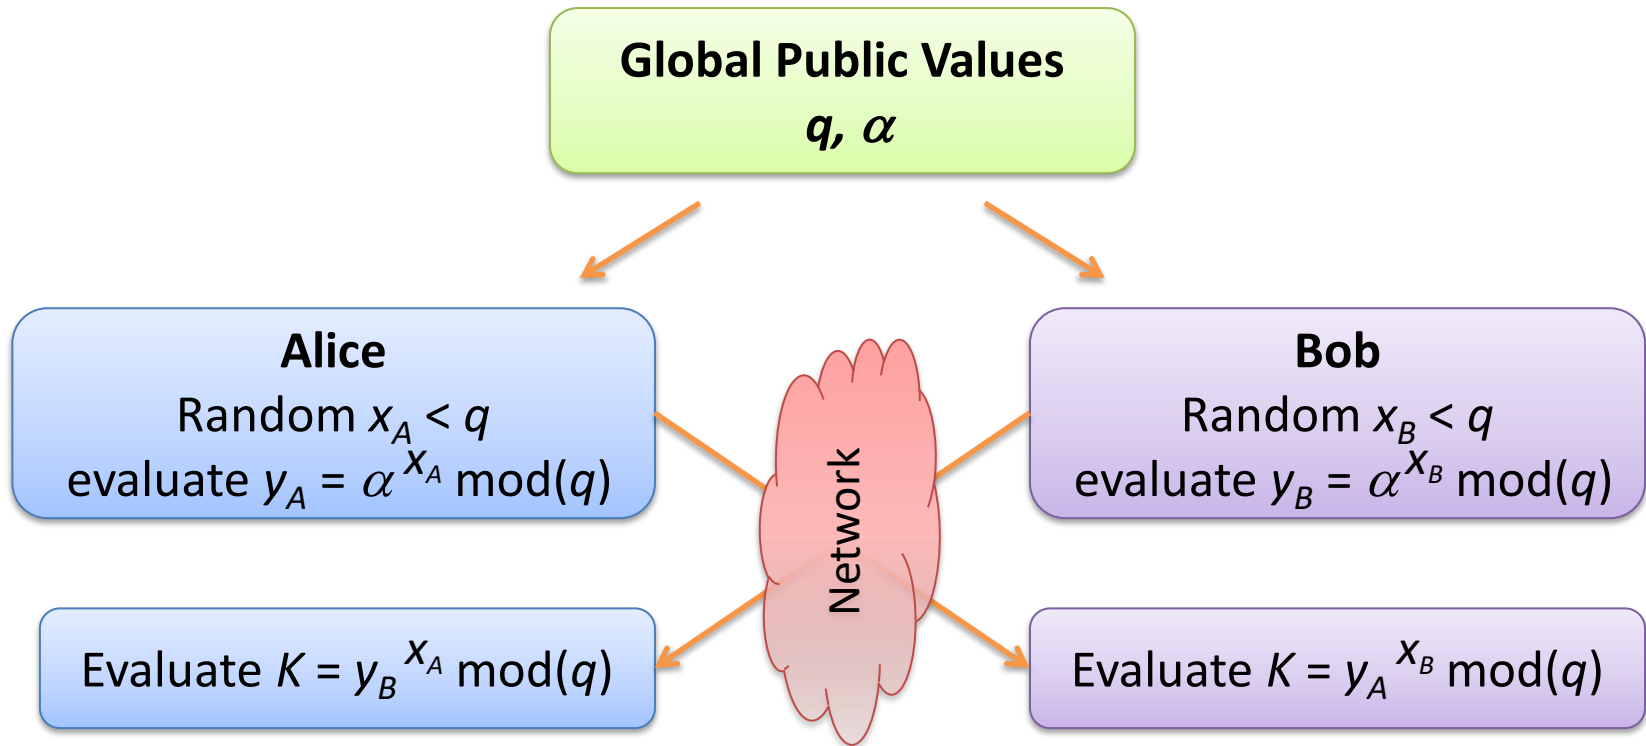 Global Public Values
q, α
Alice
Random x_A < q
evaluate y_A = α^{x_A} mod(q)
Bob
Random x_B < q
evaluate y_B = α^{x_B} mod(q)
Network
Evaluate K = y_B^{x_A} mod(q)
Evaluate K = y_A^{x_B} mod(q)